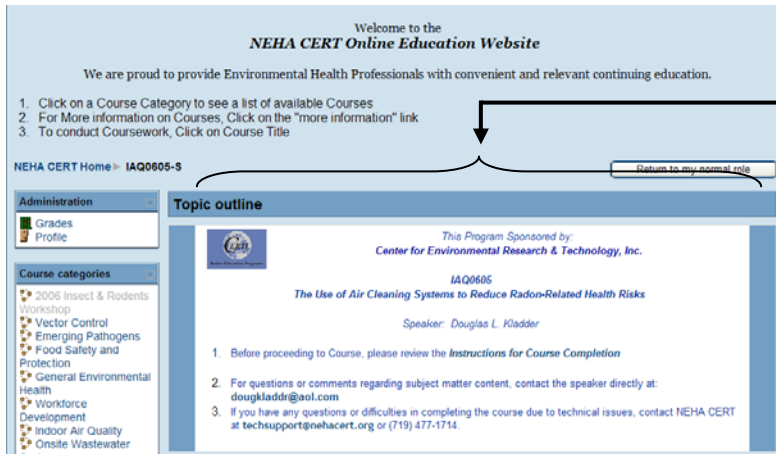 Welcome to the
NEHA CERT Online Education Website
We are proud to provide Environmental Health Professionals with convenient and relevant continuing education.
1. Click on a Course Category to see a list of available Courses
2. For More information on Courses, Click on the "more information" link
3. To conduct Coursework, Click on Course Title
NEHA CERT Home ► IAQ0605-S
Return to my normal role
Administration
Grades
Profile
Course categories
2006 Insect & Rodents
Workshop
Vector Control
Emerging Pathogens
Food Safety and
Protection
General Environmental
Health
Workforce
Development
Indoor Air Quality
Onsite Wastewater
Topic outline
This Program Sponsored by:
Center for Environmental Research & Technology, Inc.
IAQ0605
The Use of Air Cleaning Systems to Reduce Radon-Related Health Risks
Speaker: Douglas L. Kladder
1. Before proceeding to Course, please review the Instructions for Course Completion
2. For questions or comments regarding subject matter content, contact the speaker directly at:
dougkladdr@aol.com
3. If you have any questions or difficulties in completing the course due to technical issues, contact NEHA CERT
at techsupport@nehacert.org or (719) 477-1714.